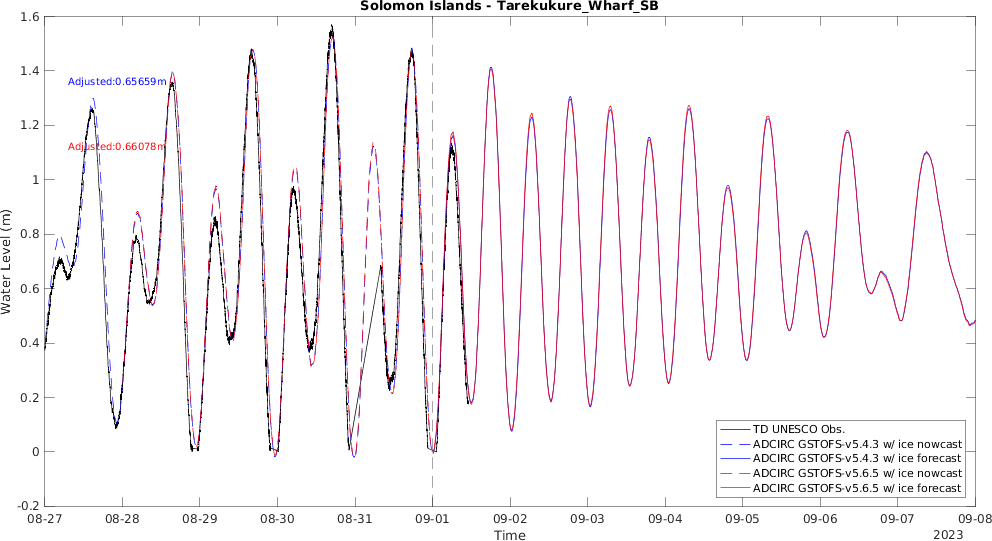 Solomon Islands - Tarekukure_Wharf_SB
1.6
1.4
1.2
1
0.8
0.6
0.4
0.2
0
-0.2
Water Level (m)
Adjusted:0.65659m
Adjusted:0.66078m
TD UNESCO Obs.
ADCIRC GSTOFS-v5.4.3 w/ ice nowcast
ADCIRC GSTOFS-v5.4.3 w/ ice forecast
ADCIRC GSTOFS-v5.6.5 w/ ice nowcast
ADCIRC GSTOFS-v5.6.5 w/ ice forecast
08-27 08-28 08-29 08-30 08-31 09-01 09-02 09-03 09-04 09-05 09-06 09-07 09-08
Time
2023